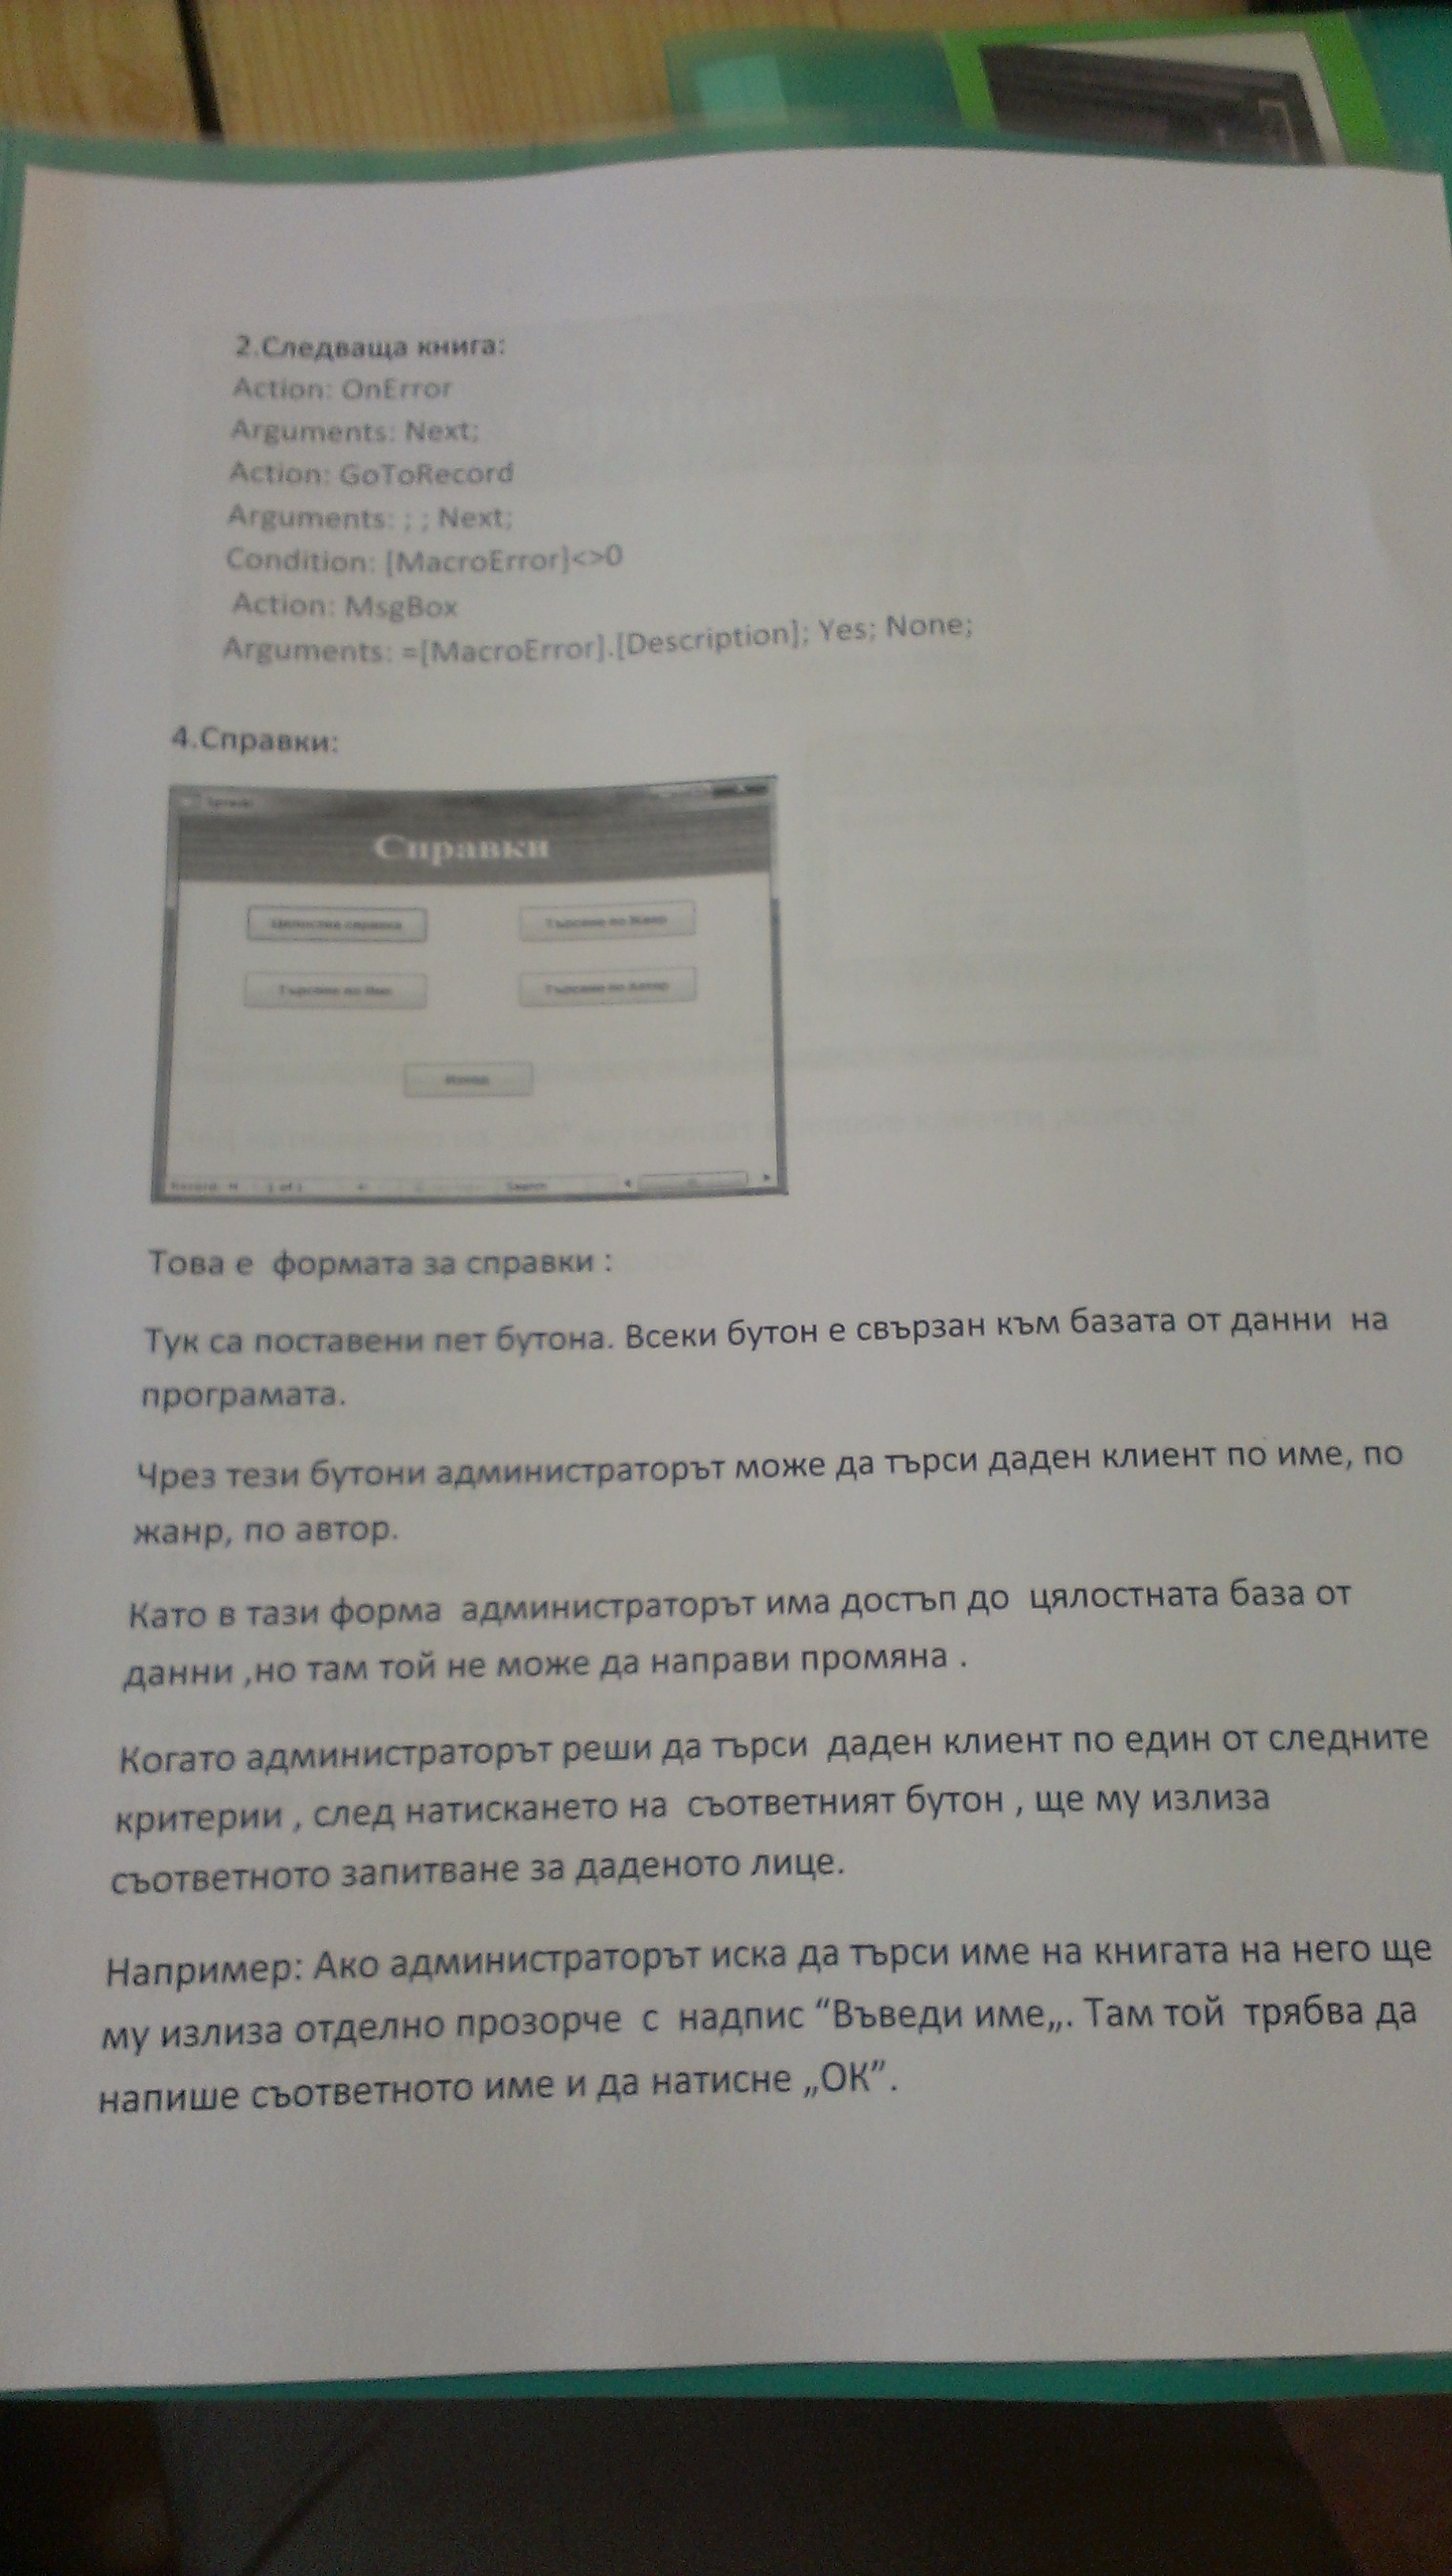 2.Следваща книга:
Action: OnError
Arguments: Next;
Action: GoToRecord
Arguments: ; ; Next;
Condition: [MacroError]<>0
Action: MsgBox
Arguments: =[MacroError].[Description]; Yes; None;
4.Справки:
Справки
Справки
Цялостна справка
Търсене по Жанр
Търсене по Име
Търсене по Автор
Изход
Record: 1 of 1 Search
Това е  формата за справки :
Тук са поставени пет бутона. Всеки бутон е свързан към базата от данни  на
програмата.
Чрез тези бутони администраторът може да търси даден клиент по име, по
жанр, по автор.
Като в тази форма  администраторът има достъп до  цялостната база от
данни ,но там той не може да направи промяна .
Когато администраторът реши да търси  даден клиент по един от следните
критерии , след натискането на  съответният бутон , ще му излиза
съответното запитване за даденото лице.
Например: Ако администраторът иска да търси име на книгата на него ще
му излиза отделно прозорче  с  надпис “Въведи име„. Там той  трябва да
напише съответното име и да натисне „ОК”.